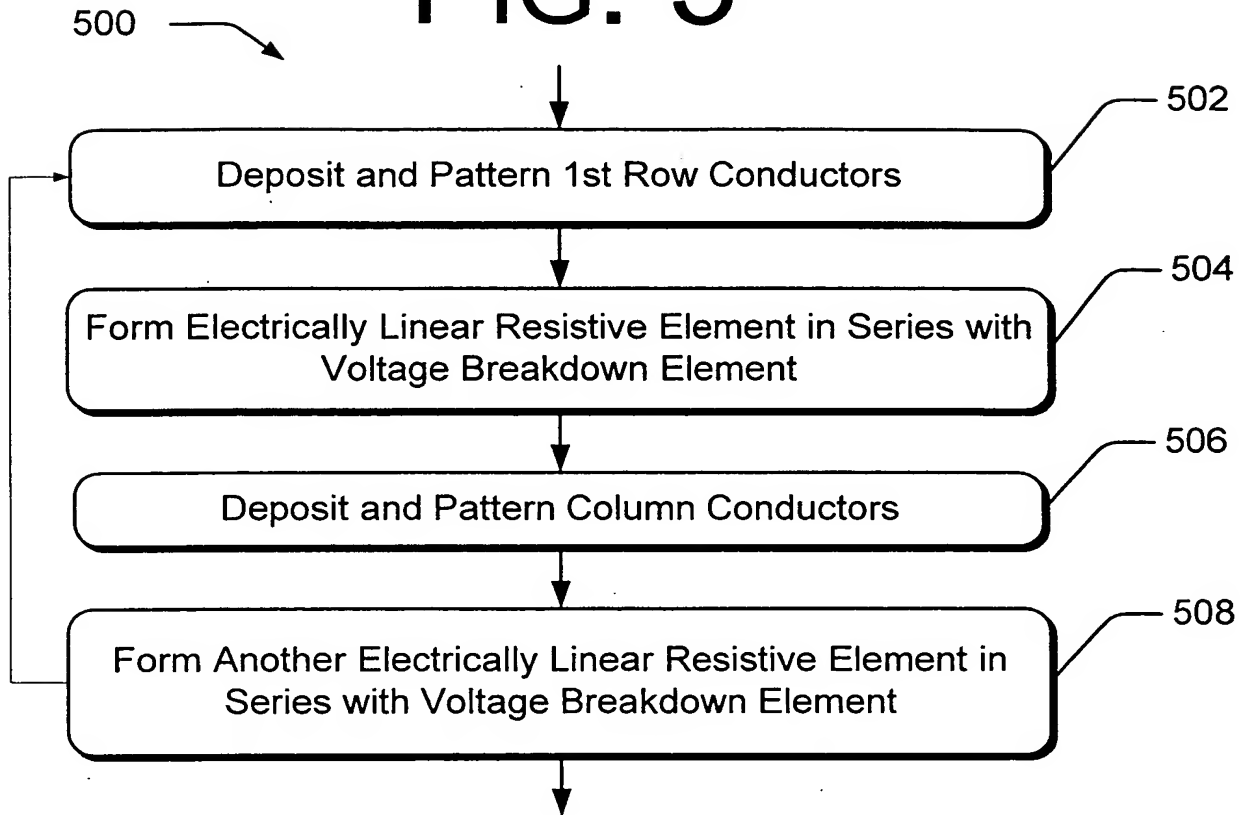 FIG. 5
500
502
Deposit and Pattern 1st Row Conductors
504
Form Electrically Linear Resistive Element in Series with
Voltage Breakdown Element
506
Deposit and Pattern Column Conductors
508
Form Another Electrically Linear Resistive Element in
Series with Voltage Breakdown Element